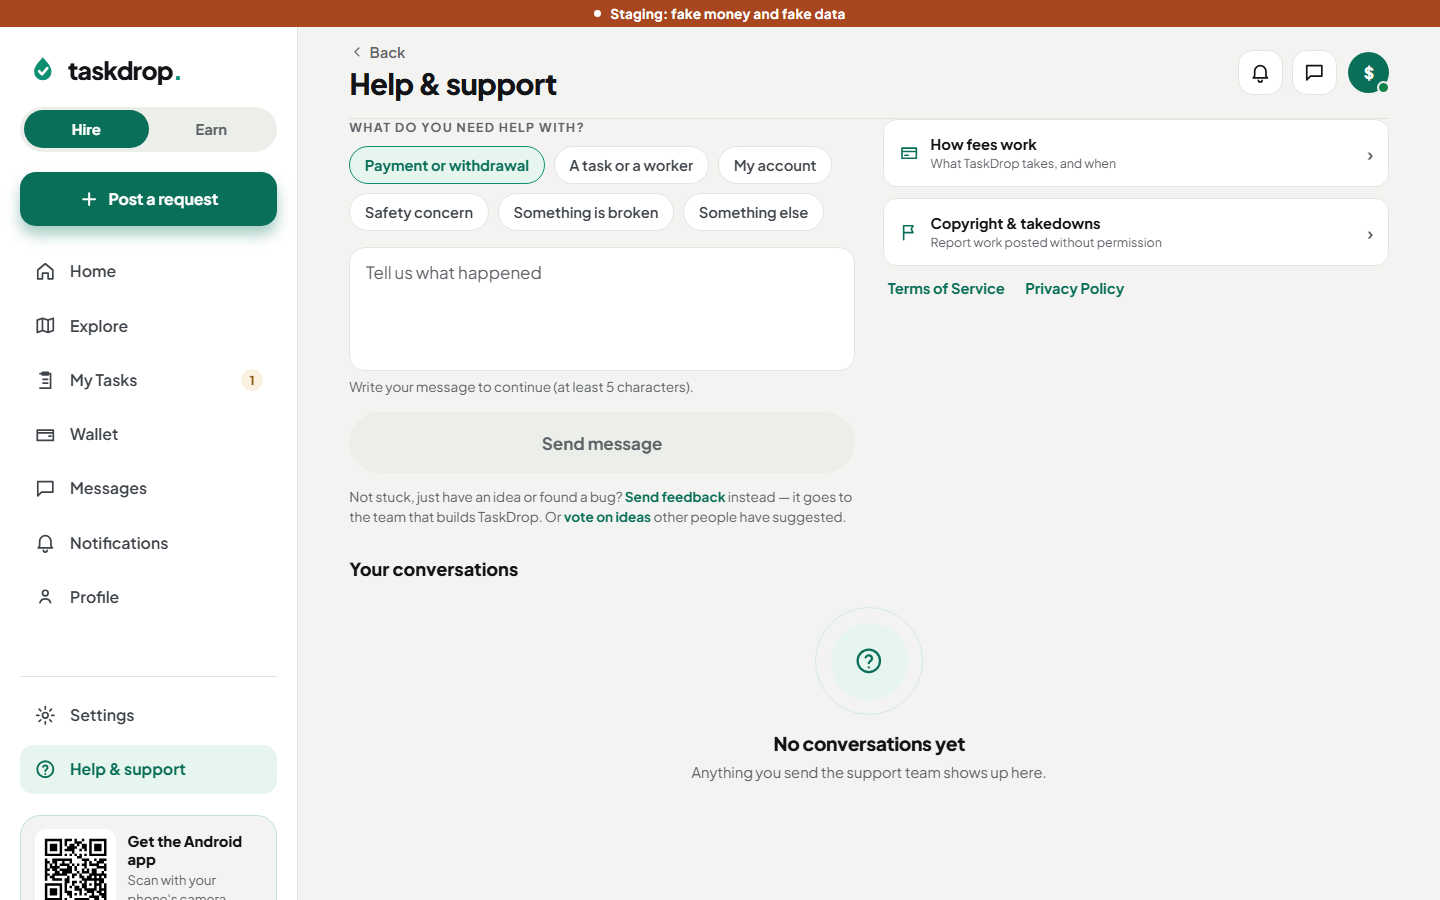 Staging: fake money and fake data
taskdrop.
Hire
Earn
Post a request
Home
Explore
My Tasks
1
Wallet
Messages
Notifications
Profile
Settings
Help & support
Get the Android
app
Scan with your
phone's camera
Back
Help & support
$
WHAT DO YOU NEED HELP WITH?
Payment or withdrawal
A task or a worker
My account
Safety concern
Something is broken
Something else
Tell us what happened
Write your message to continue (at least 5 characters).
Send message
Not stuck, just have an idea or found a bug? Send feedback instead — it goes to
the team that builds TaskDrop. Or vote on ideas other people have suggested.
How fees work
What TaskDrop takes, and when
Copyright & takedowns
Report work posted without permission
Terms of Service
Privacy Policy
Your conversations
No conversations yet
Anything you send the support team shows up here.